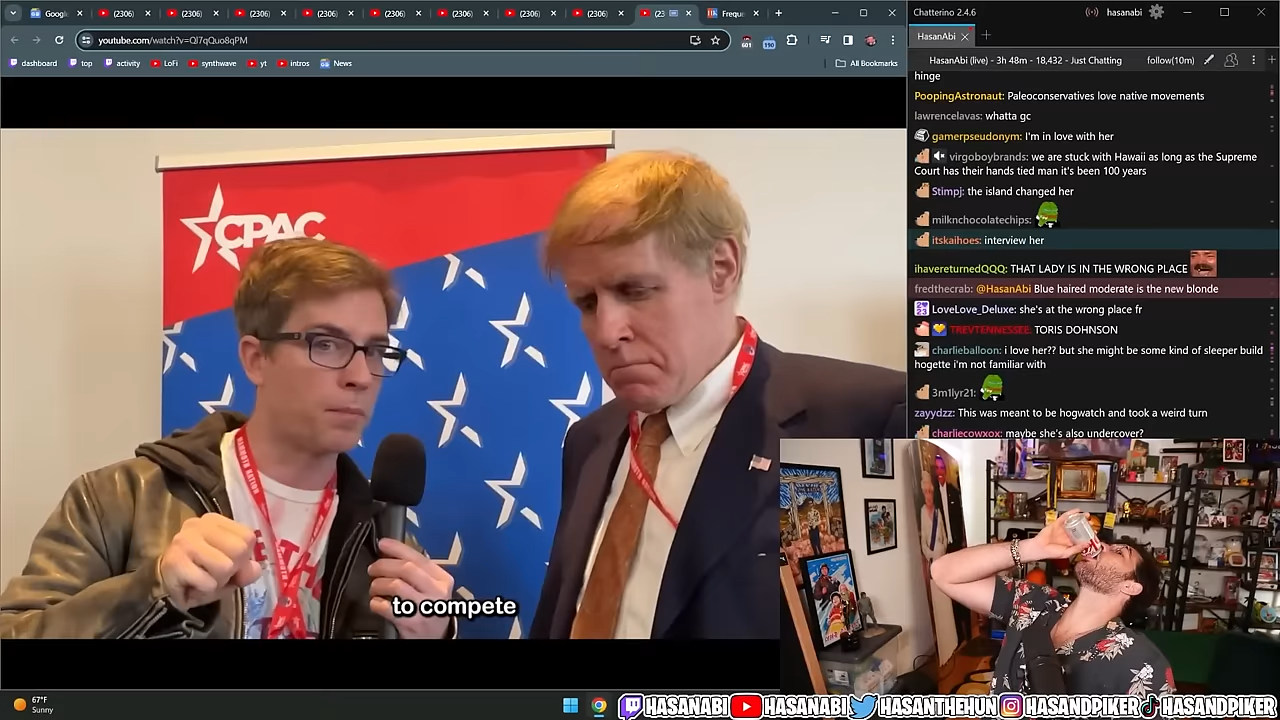 Google
(2306)
(2306)
(2306)
(2306)
(2306)
(2306)
(2306)
(2306)
(23
Freque
youtube.com/watch?v=Ql7qQuo8qPM
601
190
dashboard
top
activity
LoFi
synthwave
yt
intros
News
All Bookmarks
CPAC
to compete
Chatterino 2.4.6
hasanabi
HasanAbi
HasanAbi (live) - 3h 48m - 18,432 - Just Chatting
follow(10m)
hinge
PoopingAstronaut: Paleoconservatives love native movements
lawrencelavas: whatta gc
gamerpseudonym: I'm in love with her
virgoboybrands: we are stuck with Hawaii as long as the Supreme
Court has their hands tied man it's been 100 years
Stimpj: the island changed her
milknchocolatechips:
itskaihoes: interview her
ihavereturnedQQQ: THAT LADY IS IN THE WRONG PLACE
fredthecrab: @HasanAbi Blue haired moderate is the new blonde
LoveLove_Deluxe: she's at the wrong place fr
TREVTENNESSEE: TORIS DOHNSON
charlieballoon: i love her?? but she might be some kind of sleeper build
hogette i'm not familiar with
3m1lyr21:
zayydzz: This was meant to be hogwatch and took a weird turn
charliecowxox: maybe she's also undercover?
67°F
Sunny
HASANABI
HASANABI
HASANTHEHUN
HASANDPIKER
HASANDPIKER